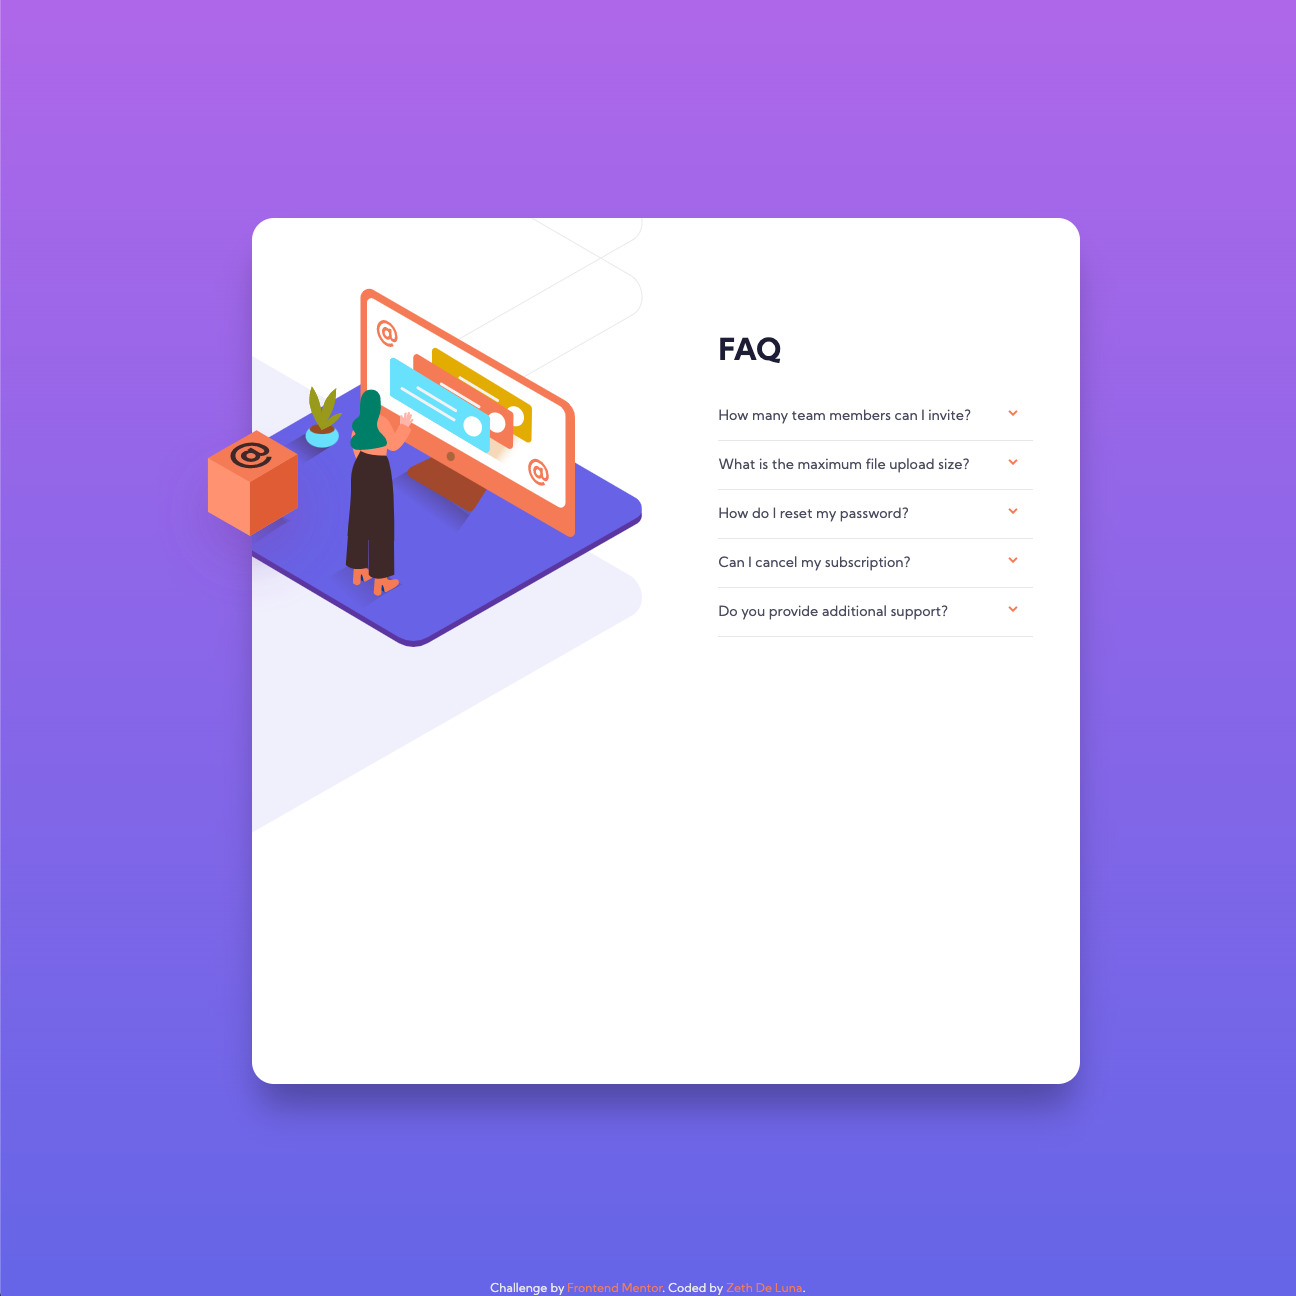 @
@
@
FAQ
How many team members can I invite?
What is the maximum file upload size?
How do I reset my password?
Can I cancel my subscription?
Do you provide additional support?
Challenge by Frontend Mentor. Coded by Zeth De Luna.